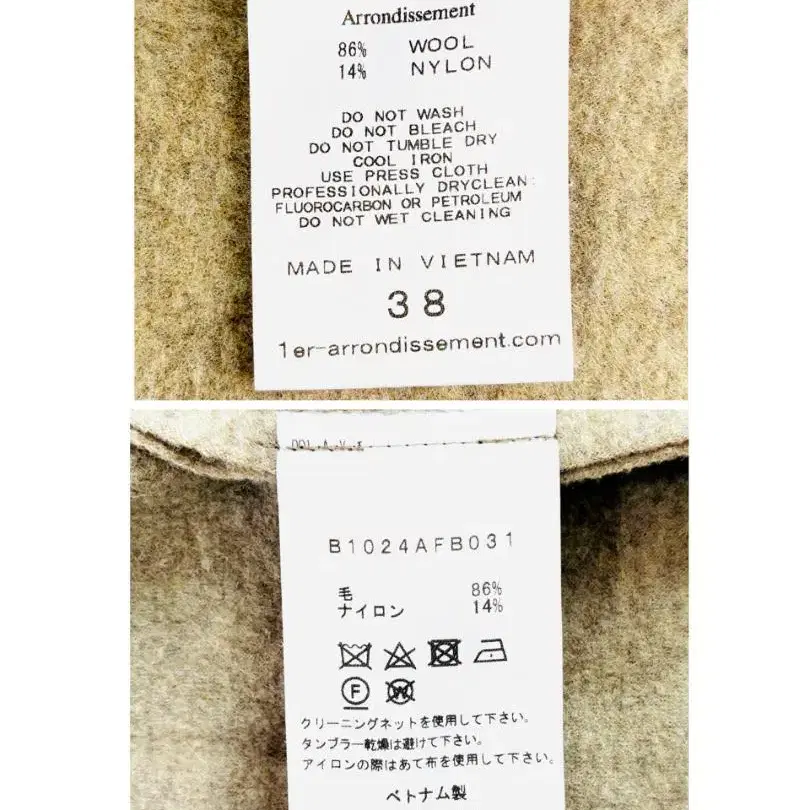 Arrondissement
86% WOOL
14% NYLON
DO NOT WASH
DO NOT BLEACH
DO NOT TUMBLE DRY
COOL IRON
USE PRESS CLOTH
PROFESSIONALLY DRYCLEAN:
FLUOROCARBON OR PETROLEUM
DO NOT WET CLEANING
MADE IN VIETNAM
38
1er-arrondissement.com
B1024AFB031
毛 86%
ナイロン 14%
F W
クリーニングネットを使用して下さい。
タンブラー乾燥は避けて下さい。
アイロンの際はあて布を使用して下さい。
ベトナム製